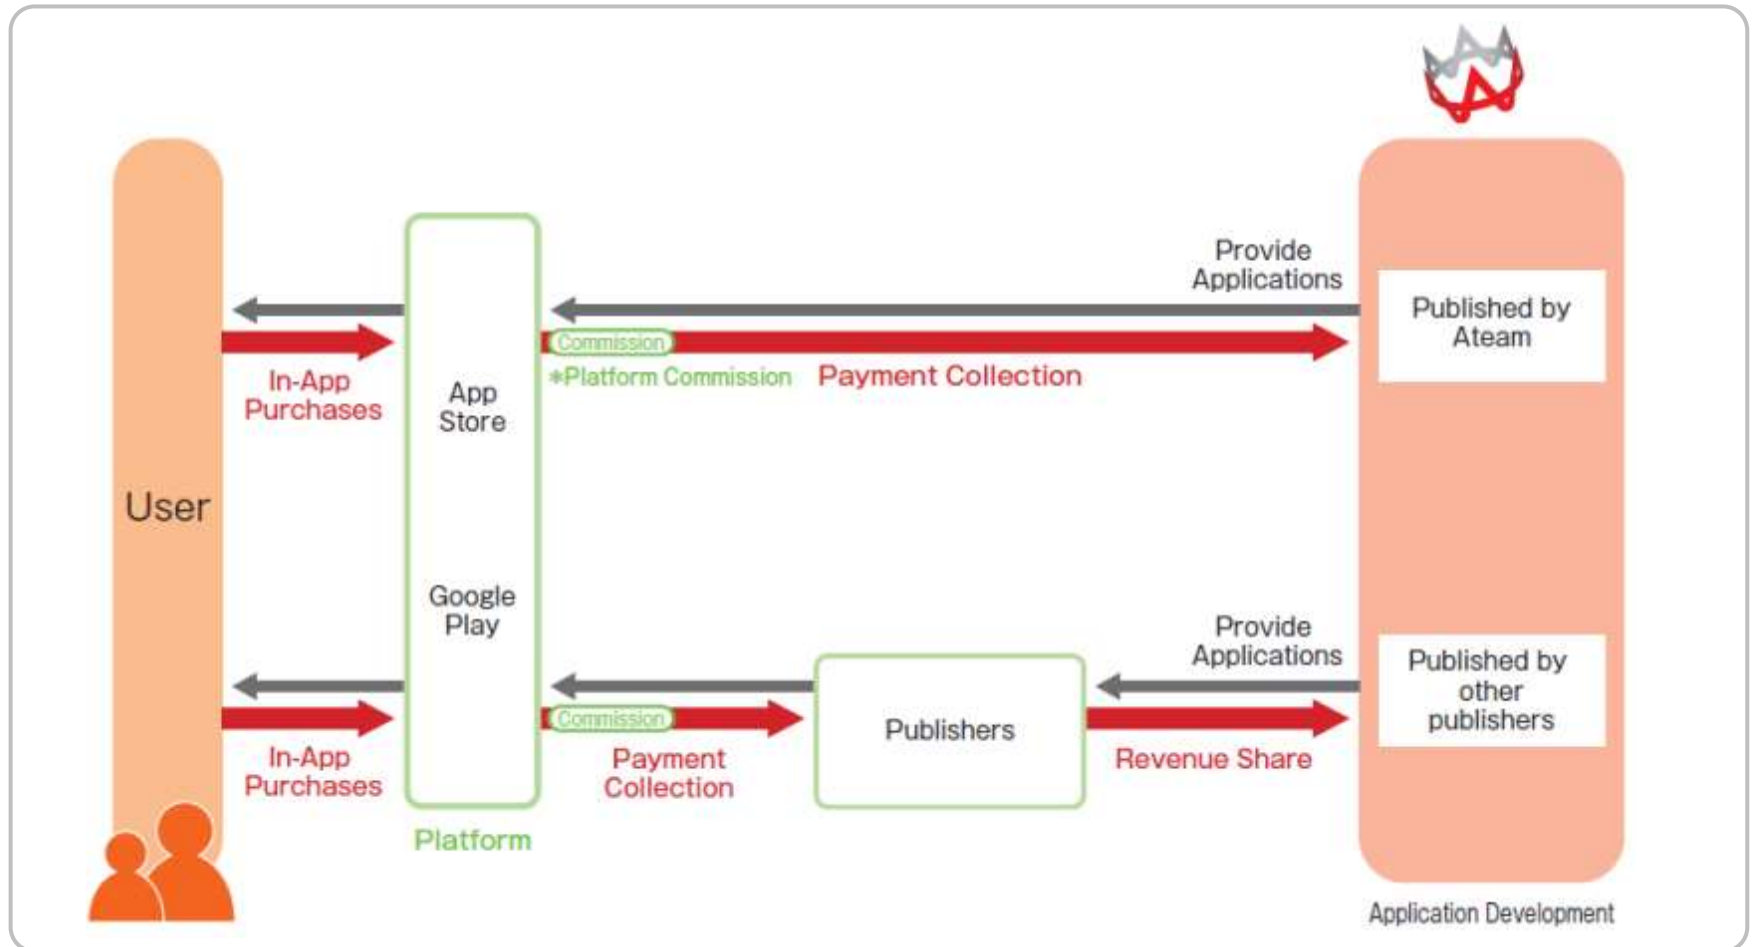 Provide
Applications
Published by
Ateam
Commission
*Platform Commission
Payment Collection
In-App
Purchases
App
Store
User
Google
Play
Provide
Applications
Published by
other
publishers
Commission
Publishers
In-App
Purchases
Payment
Collection
Revenue Share
Platform
Application Development